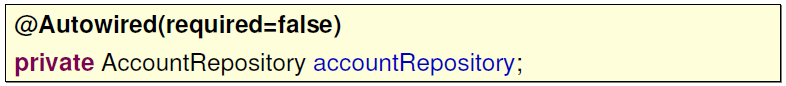 @Autowired(required=false)
private AccountRepository accountRepository;